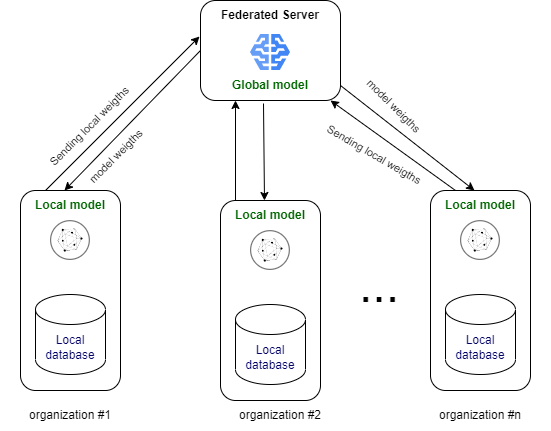 Federated Server
Global model
Sending local weigths
model weigths
model weigths
Sending local weigths
Local model
Local model
Local model
Local
database
Local
database
Local
database
...
organization #1
organization #2
organization #n